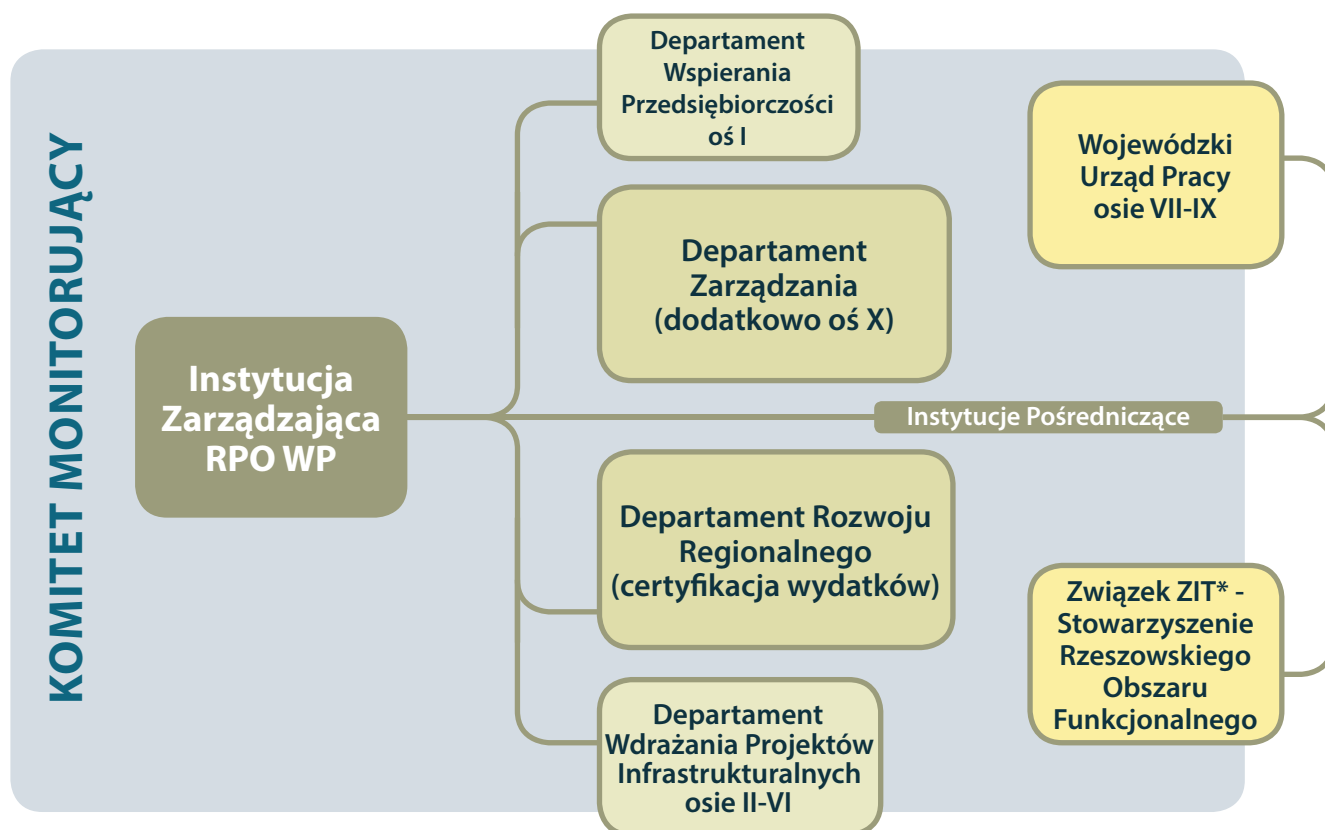 KOMITET MONITORUJĄCY
Instytucja
Zarządzająca
RPO WP
Departament
Wspierania
Przedsiębiorczości
oś I
Departament
Zarządzania
(dodatkowo oś X)
Instytucje Pośredniczące
Departament Rozwoju
Regionalnego
(certyfikacja wydatków)
Departament
Wdrażania Projektów
Infrastrukturalnych
osie II-VI
Wojewódzki
Urząd Pracy
osie VII-IX
Związek ZIT* -
Stowarzyszenie
Rzeszowskiego
Obszaru
Funkcjonalnego